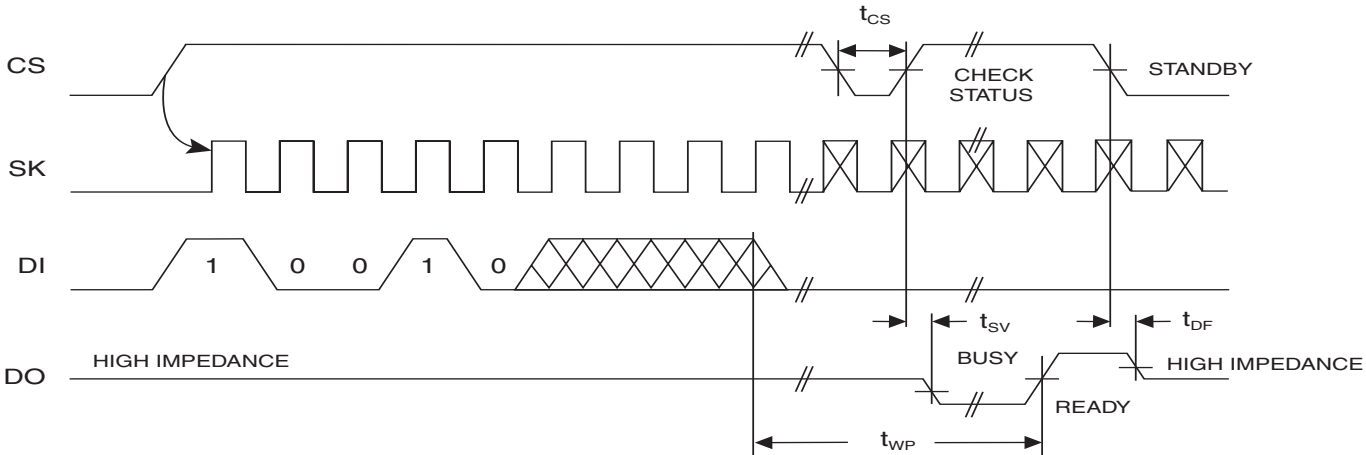 tCS
CS
CHECK
STATUS
STANDBY
SK
DI
1 0 0 1 0
tSV
tDF
HIGH IMPEDANCE
BUSY
HIGH IMPEDANCE
DO
READY
tWP